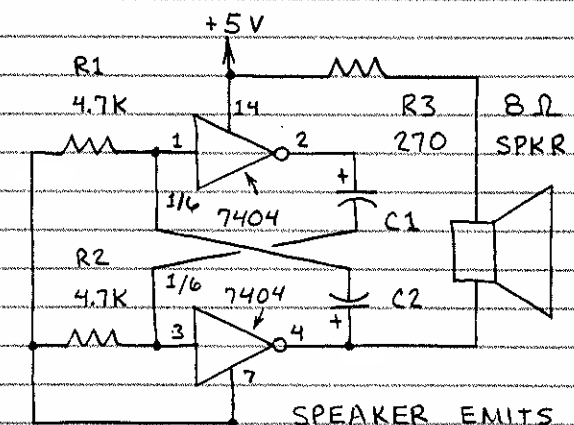 +5 V
R1
4.7K
14
R3
270
8 Ω
SPKR
1
2
+
1/6
7404
C1
R2
4.7K
1/6
7404
C2
+
3
4
7
SPEAKER EMITS